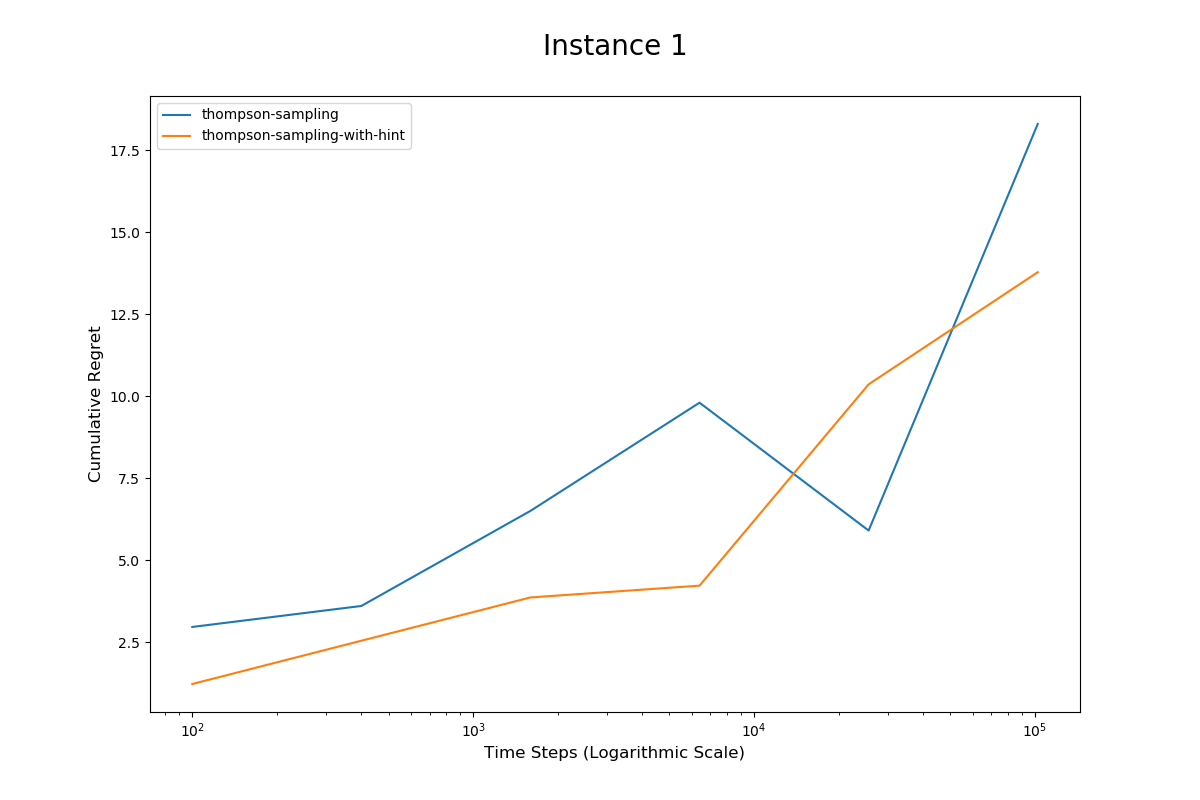 Instance 1
thompson-sampling
thompson-sampling-with-hint
Cumulative Regret
17.5
15.0
12.5
10.0
7.5
5.0
2.5
10²
10³
10⁴
10⁵
Time Steps (Logarithmic Scale)